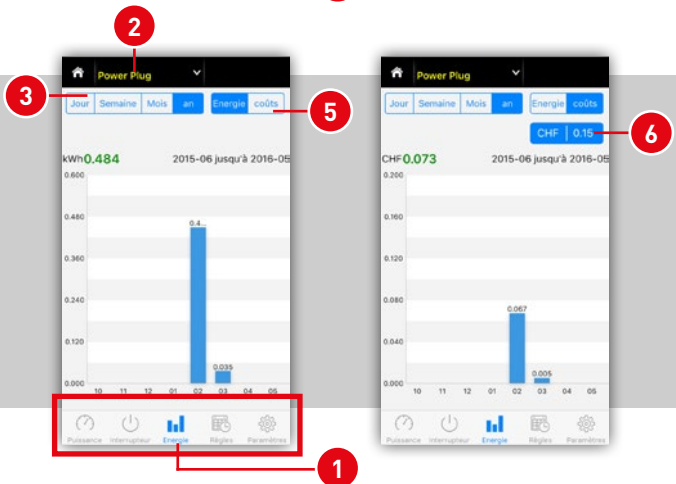 2
Power Plug
3
Jour Semaine Mois an Energie coûts
5
kWh0.484 2015-06 jusqu'à 2016-05
0.600
0.480
0.4...
0.360
0.240
0.120
0.035
0.000
10 11 12 01 02 03 04 05
Puissance Interrupteur Energie Règles Paramètres
1
Power Plug
Jour Semaine Mois an Energie coûts
CHF 0.15
6
CHF0.073 2015-06 jusqu'à 2016-05
0.200
0.160
0.120
0.080
0.067
0.040
0.005
0.000
10 11 12 01 02 03 04 05
Puissance Interrupteur Energie Règles Paramètres